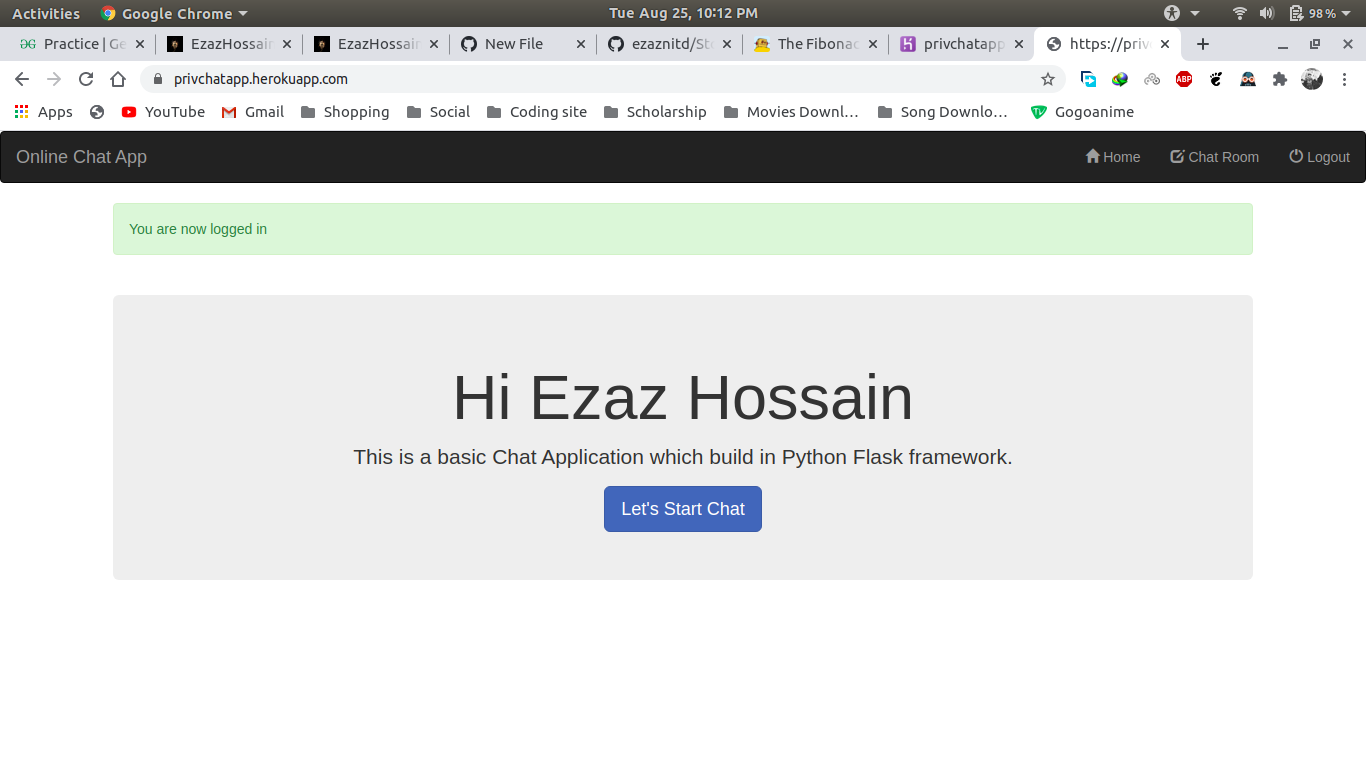 Activities Google Chrome Tue Aug 25, 10:12 PM 98%
Practice | Ge EzazHossain EzazHossain New File ezaznitd/Sto The Fibonac privchatapp https://priv
privchatapp.herokuapp.com ABP
Apps YouTube Gmail Shopping Social Coding site Scholarship Movies Downl… Song Downlo… Gogoanime
Online Chat App Home Chat Room Logout
You are now logged in
Hi Ezaz Hossain
This is a basic Chat Application which build in Python Flask framework.
Let's Start Chat